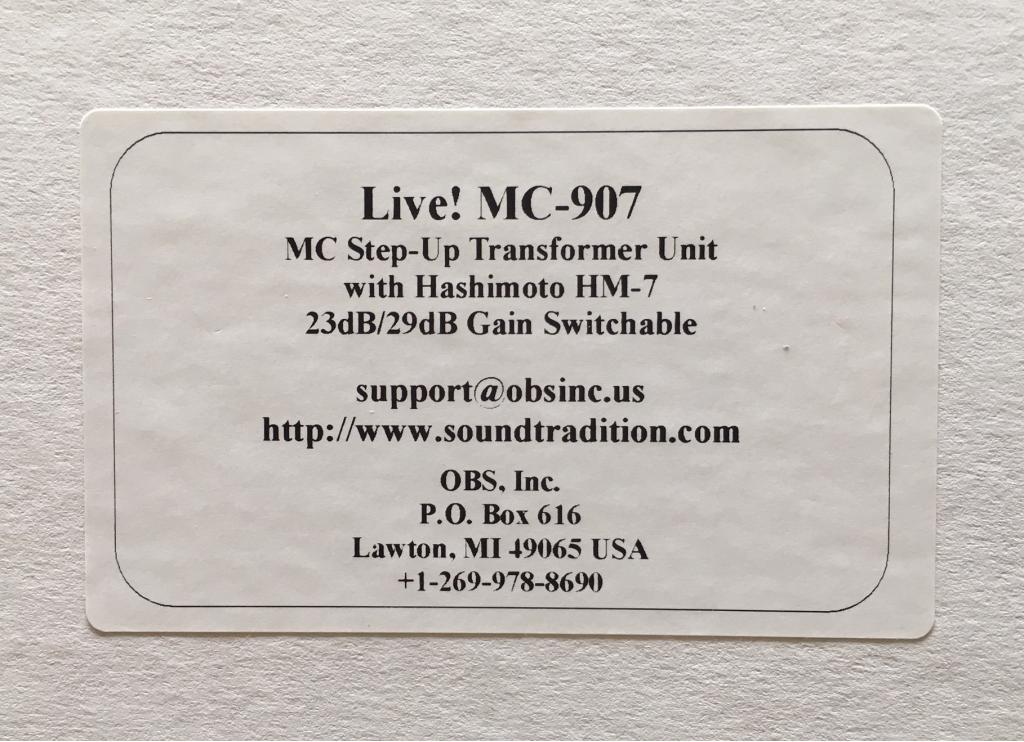 Live! MC-907
MC Step-Up Transformer Unit
with Hashimoto HM-7
23dB/29dB Gain Switchable
support@obsinc.us
http://www.soundtradition.com
OBS, Inc.
P.O. Box 616
Lawton, MI 49065 USA
+1-269-978-8690